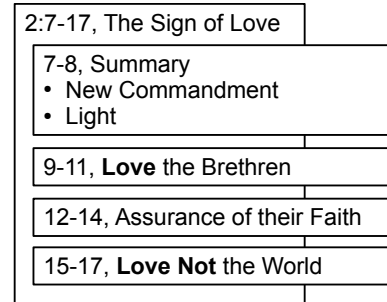 2:7-17, The Sign of Love
7-8, Summary
• New Commandment
• Light
9-11, Love the Brethren
12-14, Assurance of their Faith
15-17, Love Not the World